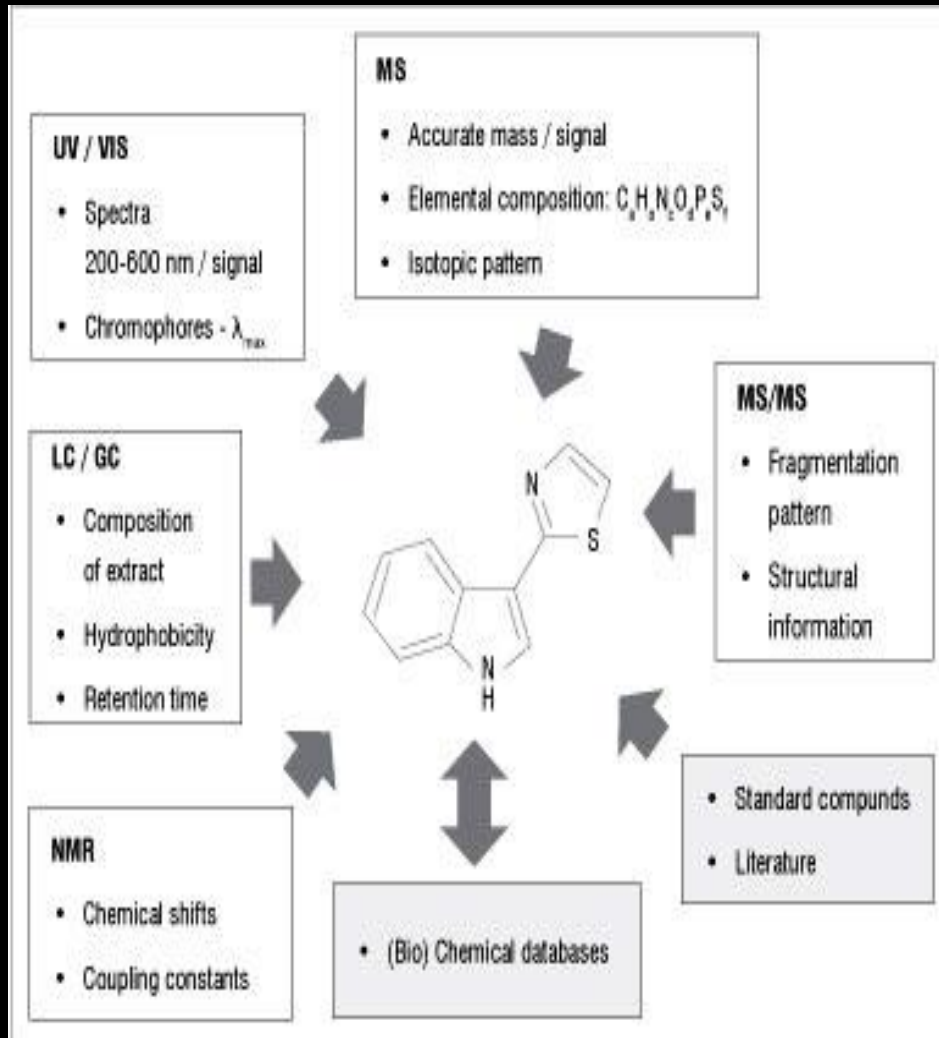 MS
• Accurate mass / signal
• Elemental composition: CaHbNcOdPeSf
• Isotopic pattern
UV / VIS
• Spectra
200-600 nm / signal
• Chromophores - λmax
MS/MS
• Fragmentation
pattern
• Structural
information
LC / GC
• Composition
of extract
• Hydrophobicity
• Retention time
N
S
N
H
• Standard compunds
• Literature
NMR
• Chemical shifts
• Coupling constants
• (Bio) Chemical databases